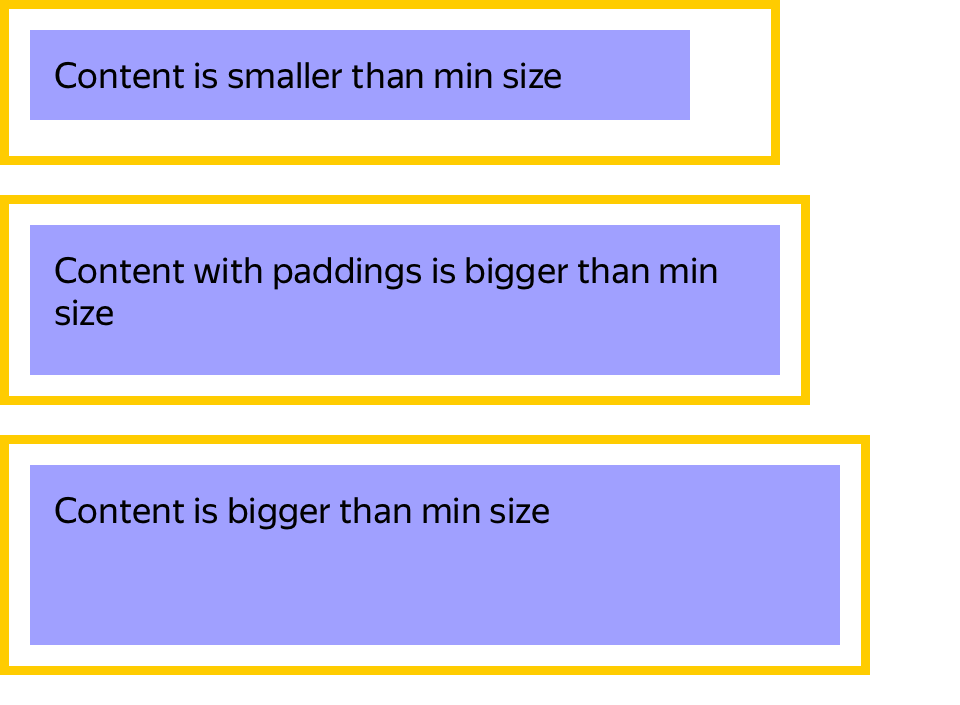 Content is smaller than min size
Content with paddings is bigger than min
size
Content is bigger than min size